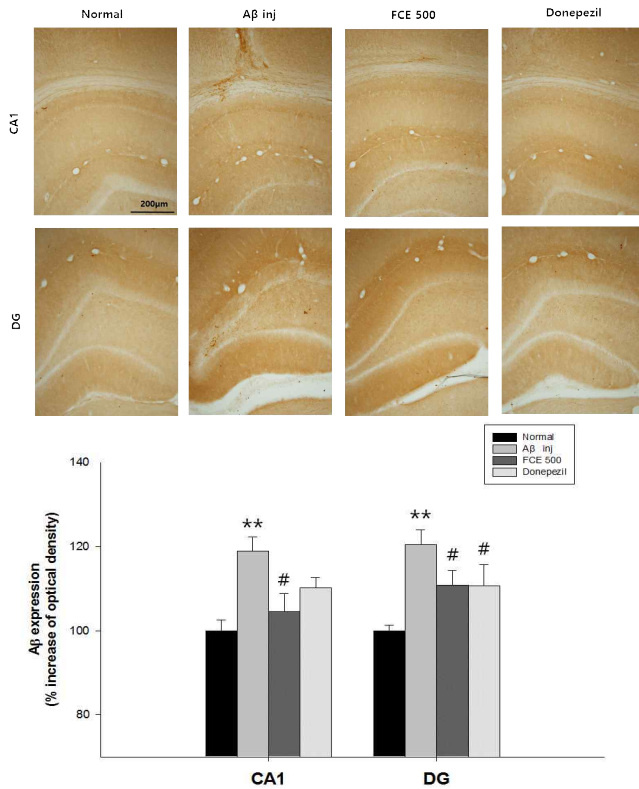 Normal
Aβ inj
FCE 500
Donepezil
CA1
200μm
DG
Normal
Aβ inj
FCE 500
Donepezil
140
120
100
80
Aβ expression
(% increase of optical density)
**
#
**
#
#
CA1
DG